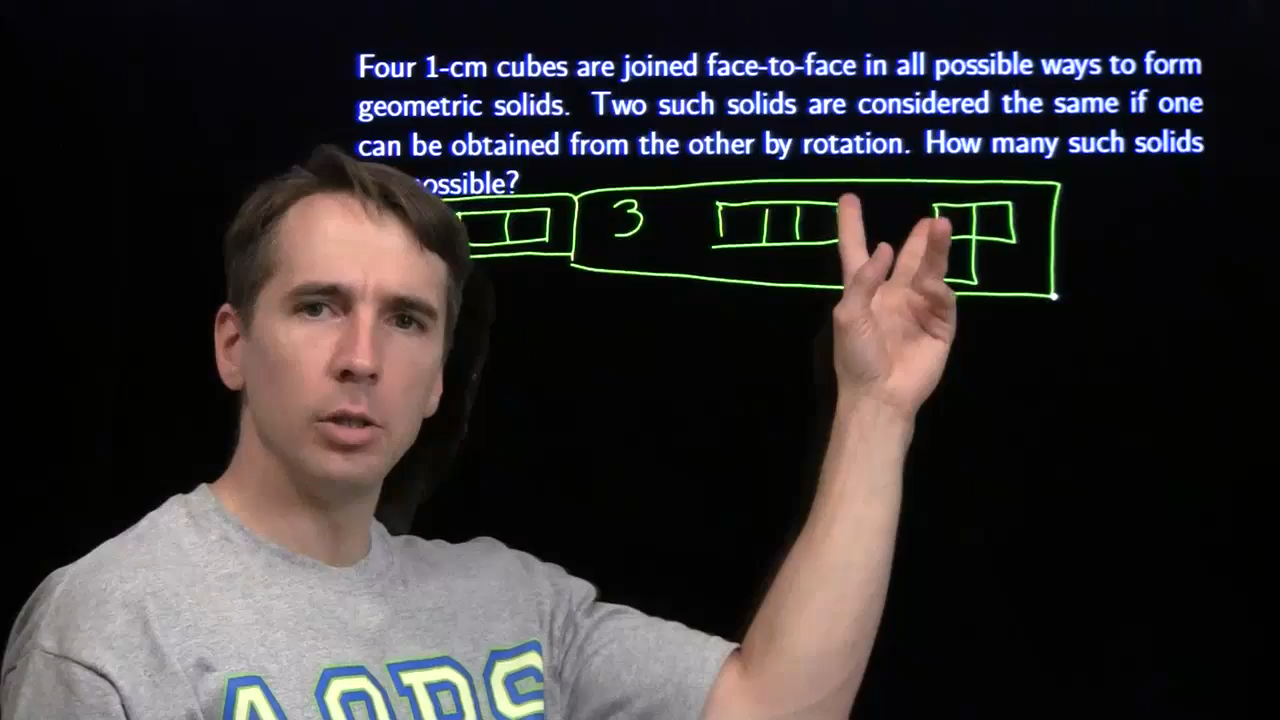 Four 1-cm cubes are joined face-to-face in all possible ways to form
geometric solids. Two such solids are considered the same if one
can be obtained from the other by rotation. How many such solids
possible?
3
AOPS